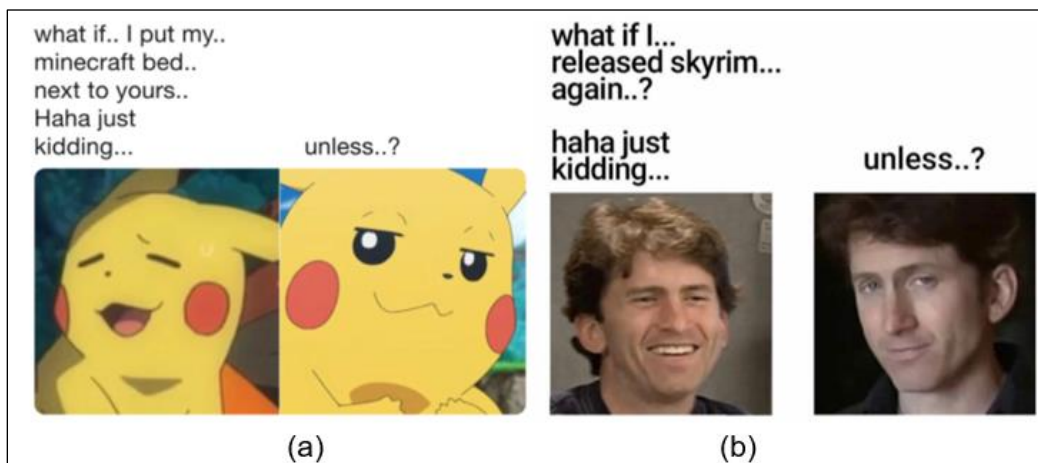 what if.. I put my..
minecraft bed..
next to yours..
Haha just
kidding...
unless..?
(a)
what if I...
released skyrim...
again..?
haha just
kidding...
unless..?
(b)